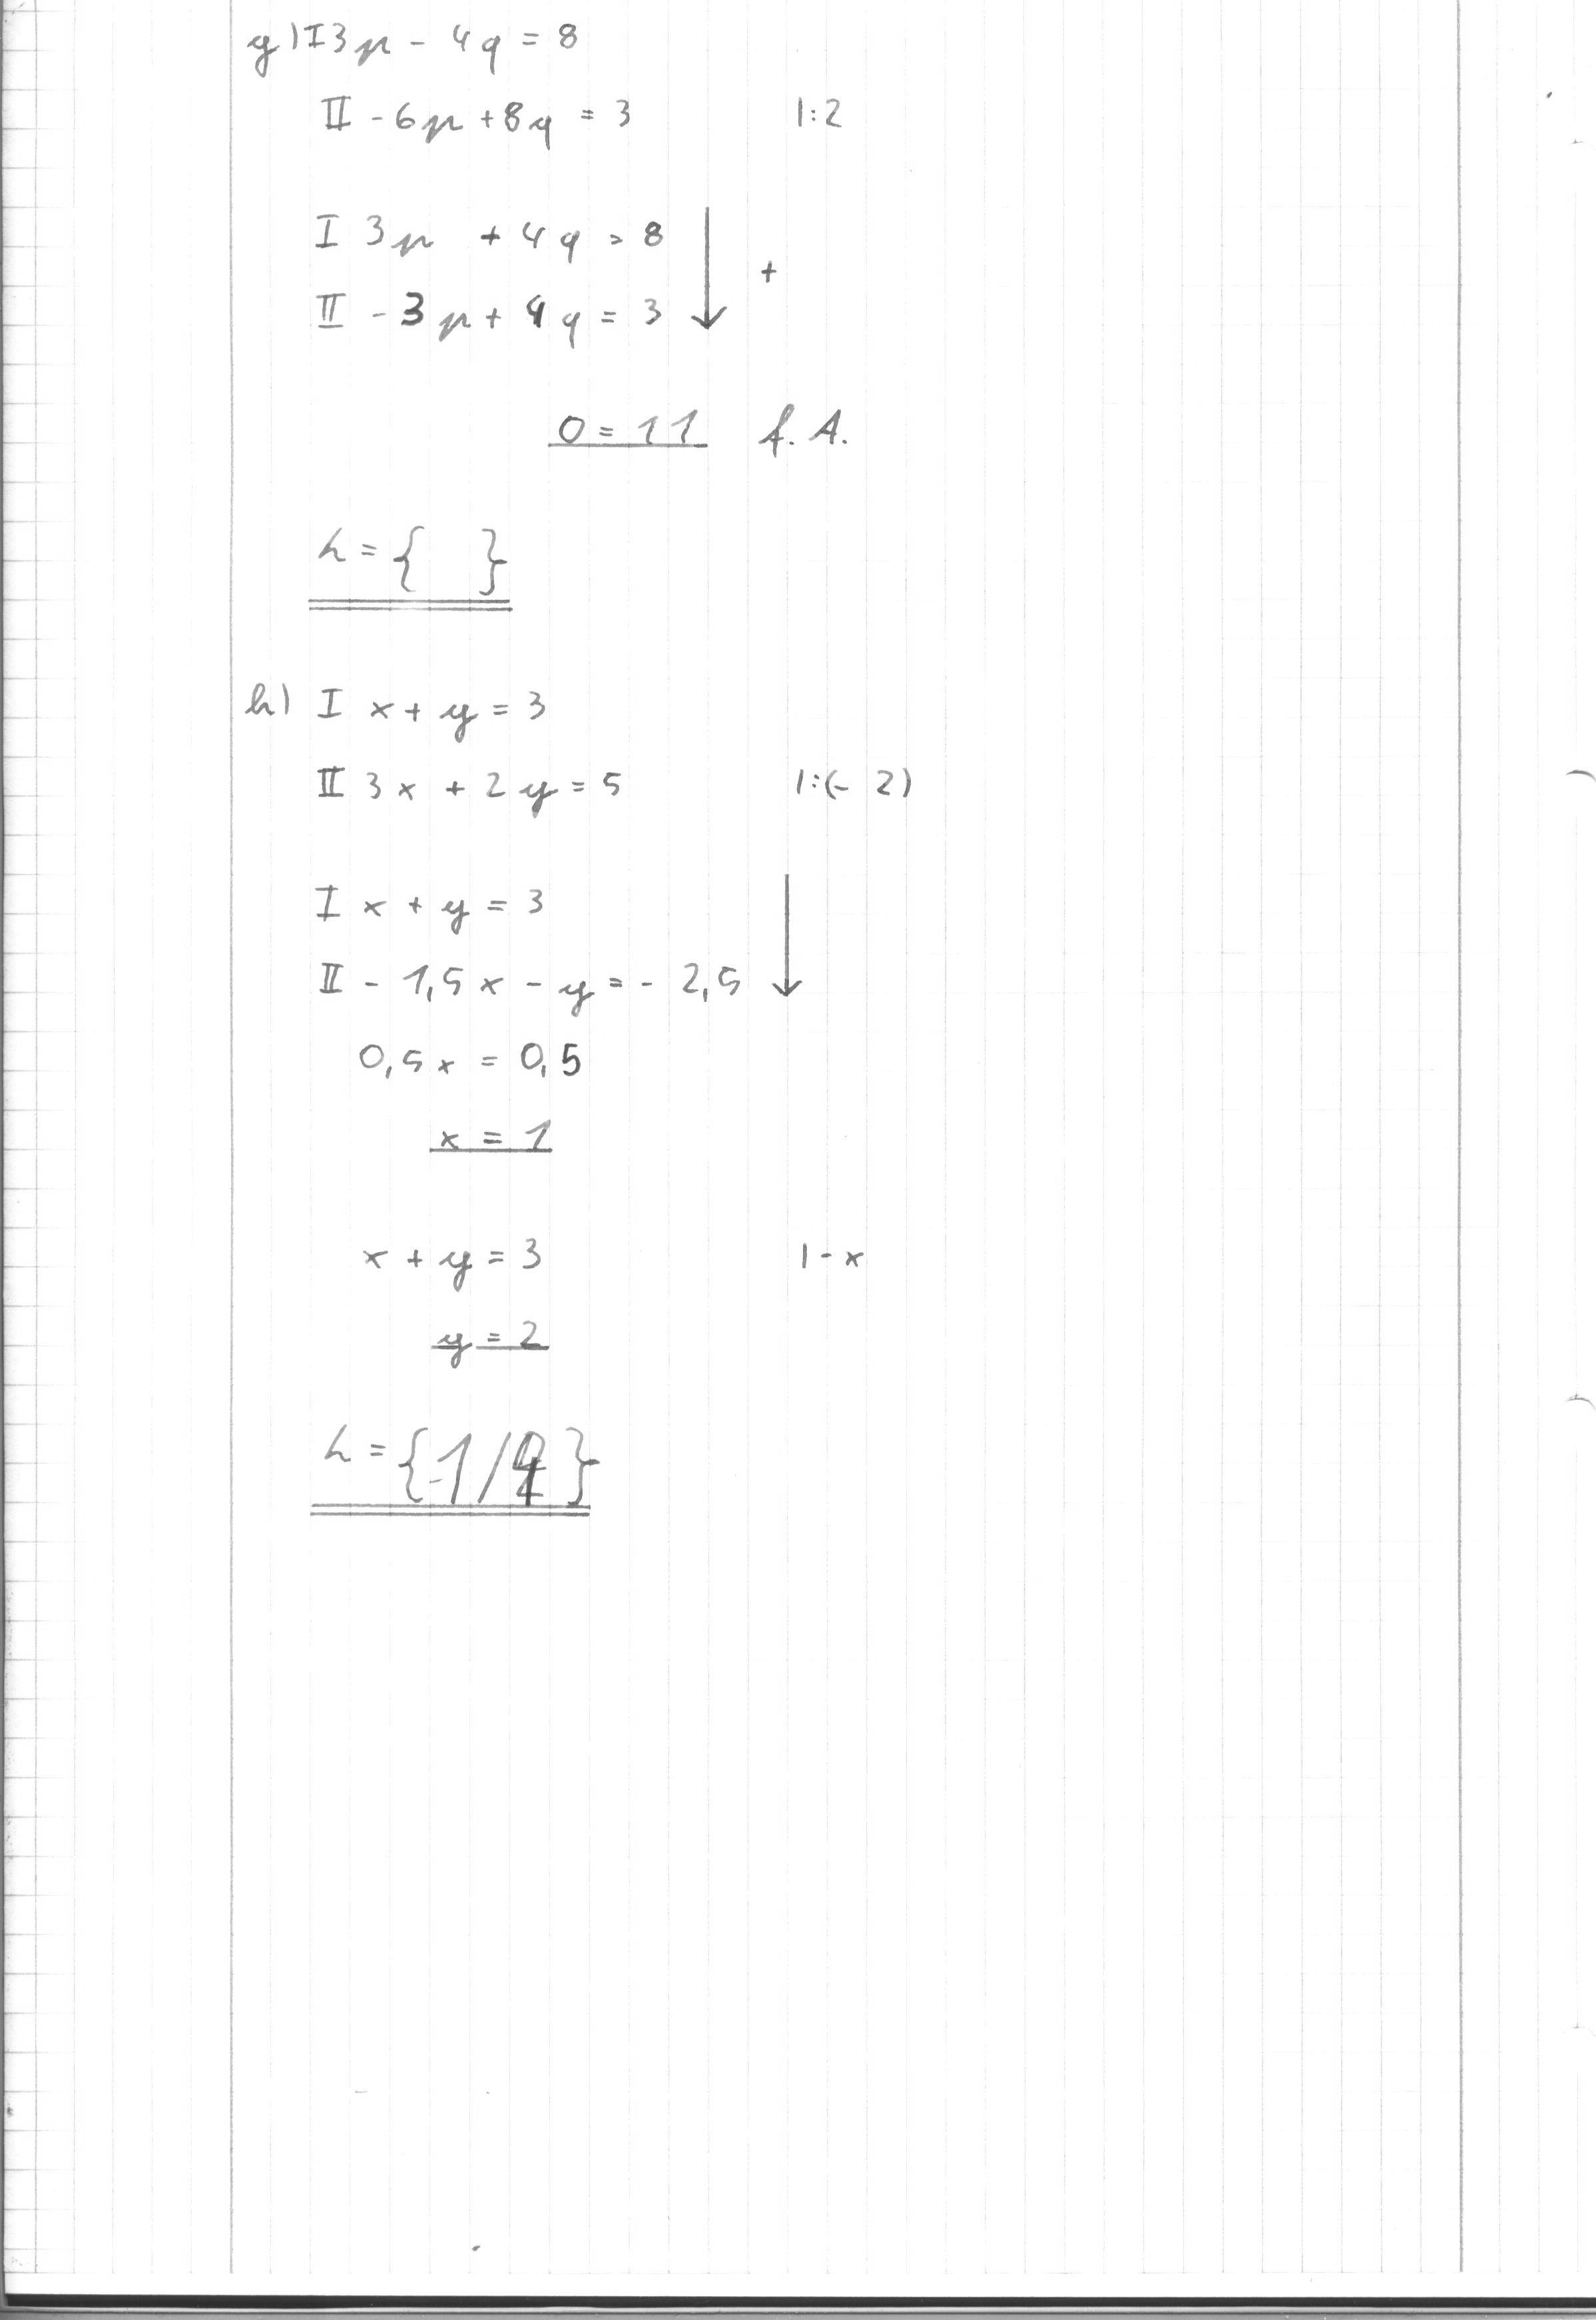 g) I 3p - 4q = 8
II - 6p + 8q = 3 |:2
I 3p + 4q = 8
II - 3p + 4q = 3 +
0 = 11 f. A.
L = { }
h) I x + y = 3
II 3x + 2y = 5 |:(- 2)
I x + y = 3
II - 1,5x - y = - 2,5
0,5x = 0,5
x = 1
x + y = 3 |- x
y = 2
L = {-1/4}